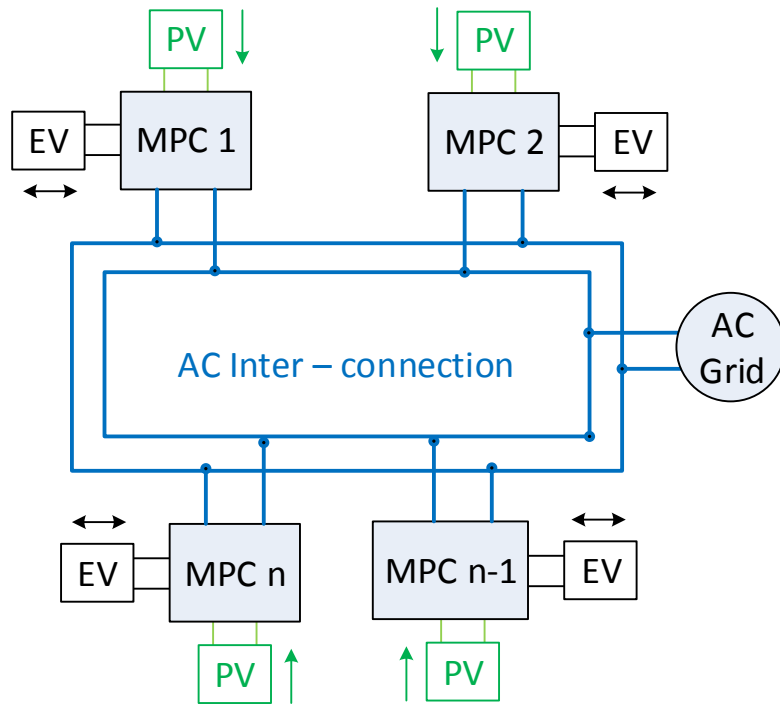 PV
PV
EV
MPC 1
MPC 2
EV
AC Inter – connection
AC
Grid
EV
MPC n
MPC n-1
EV
PV
PV